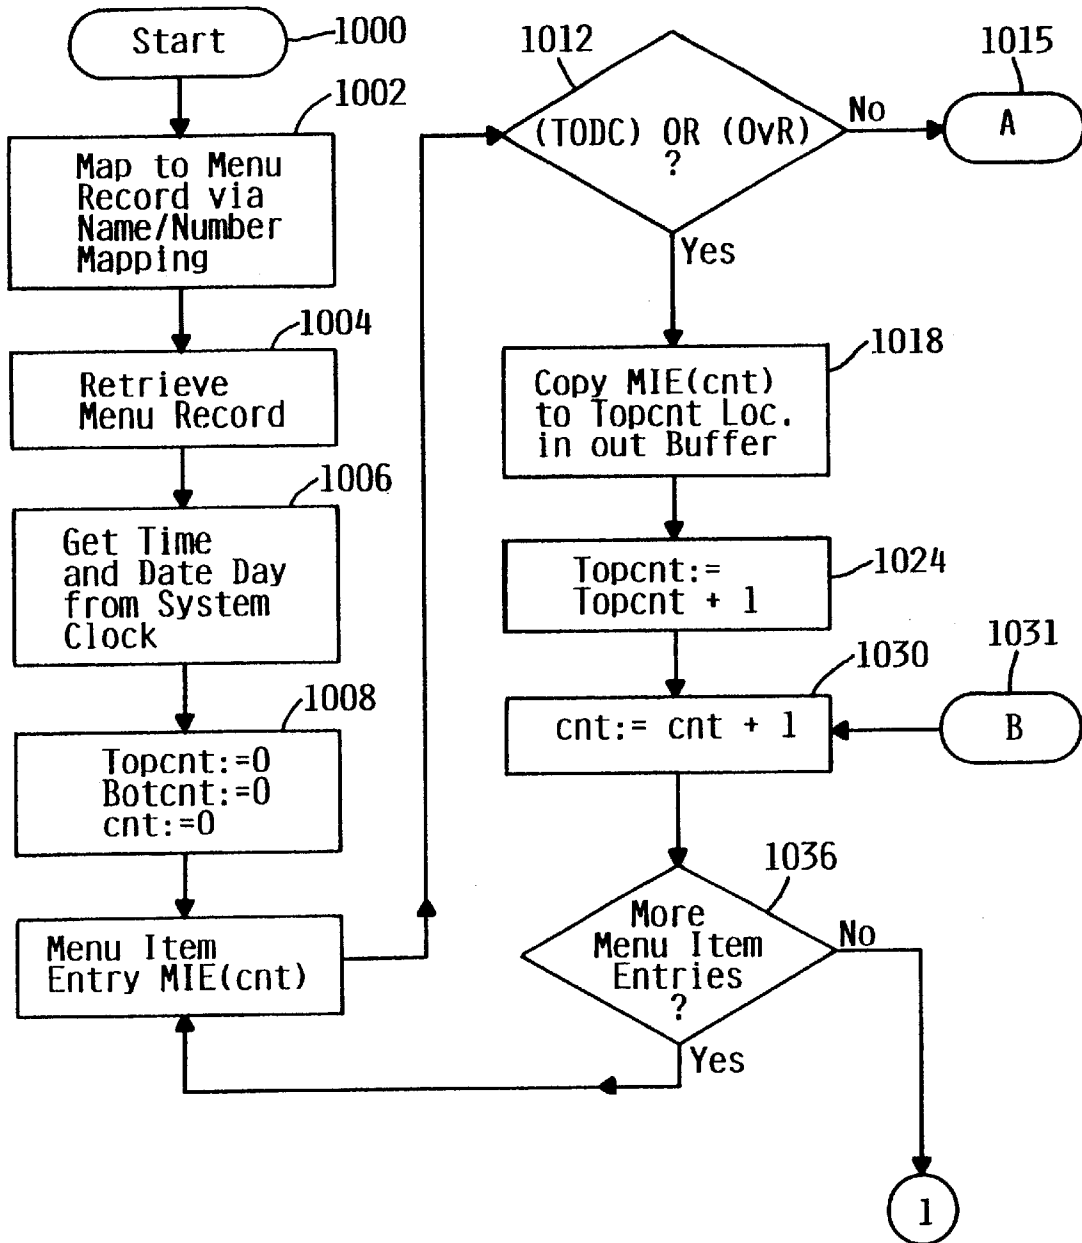 Start
1000
1002
Map to Menu
Record via
Name/Number
Mapping
1004
Retrieve
Menu Record
1006
Get Time
and Date Day
from System
Clock
1008
Topcnt:=0
Botcnt:=0
cnt:=0
Menu Item
Entry MIE(cnt)
1012
(TODC) OR (OvR)
?
No
1015
A
Yes
1018
Copy MIE(cnt)
to Topcnt Loc.
in out Buffer
1024
Topcnt:=
Topcnt + 1
1030
cnt:= cnt + 1
1031
B
1036
More
Menu Item
Entries
?
No
Yes
1